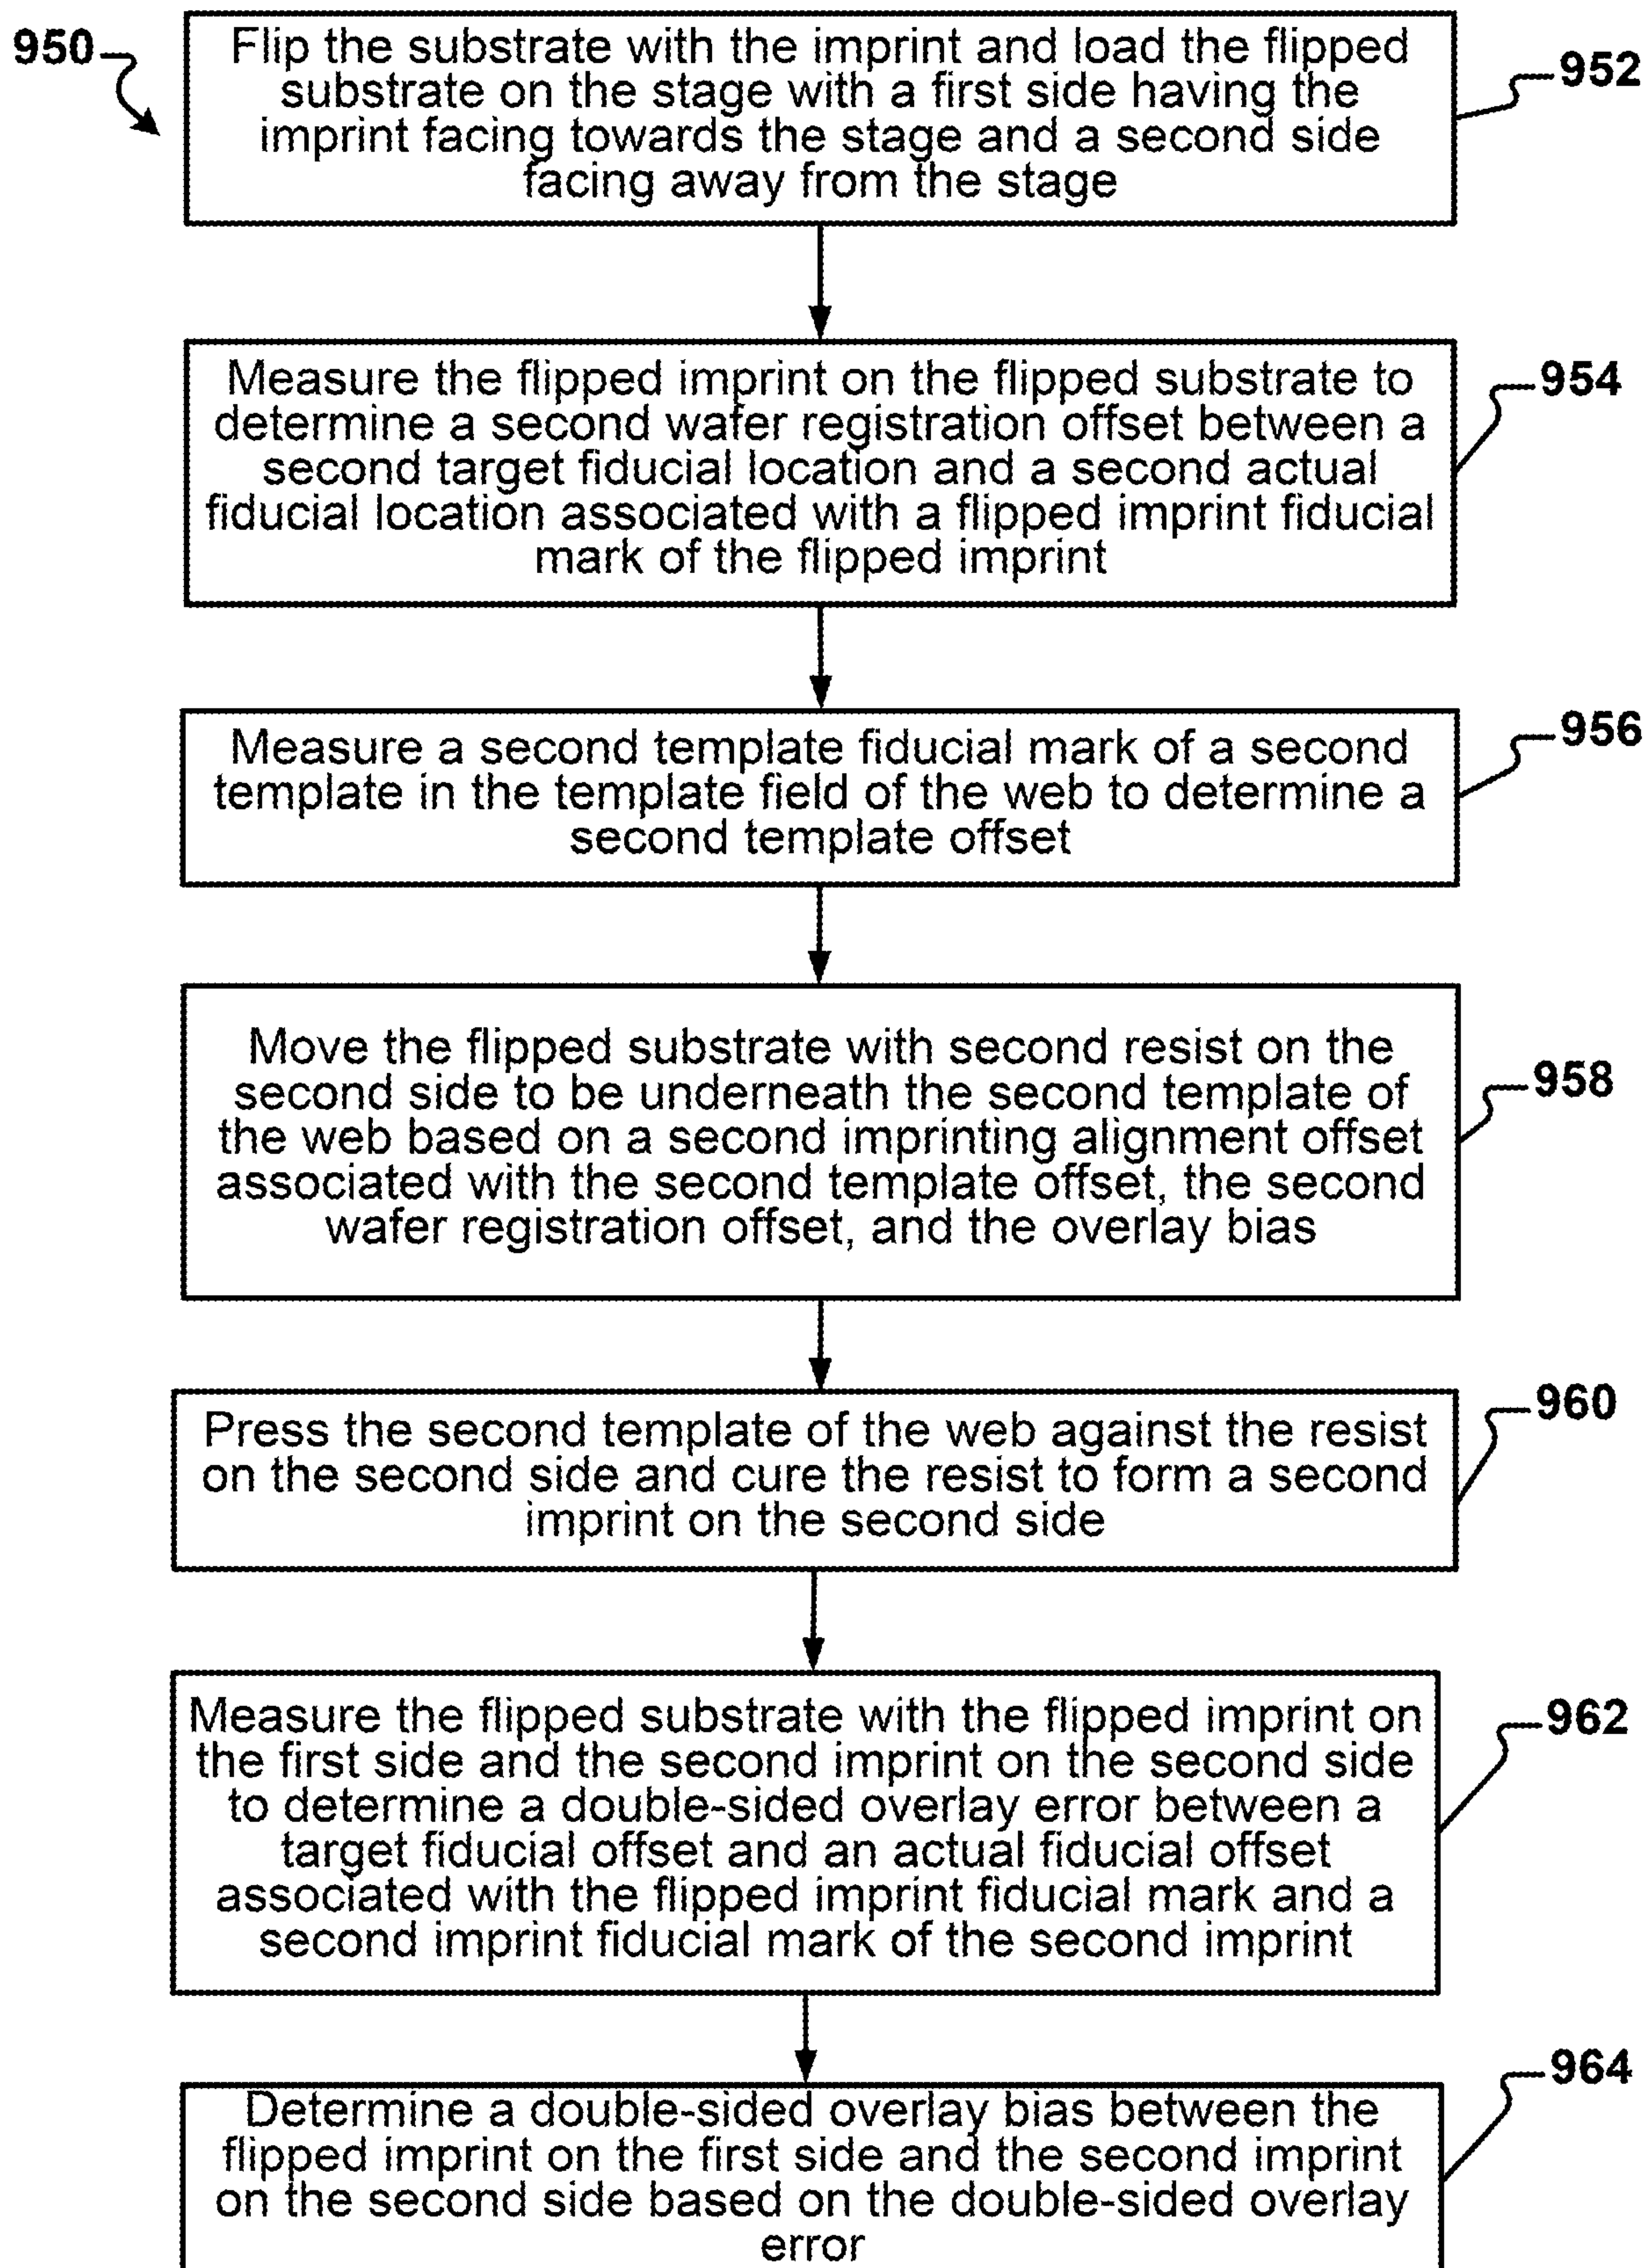 950
Flip the substrate with the imprint and load the flipped
substrate on the stage with a first side having the
imprint facing towards the stage and a second side
facing away from the stage
952
Measure the flipped imprint on the flipped substrate to
determine a second wafer registration offset between a
second target fiducial location and a second actual
fiducial location associated with a flipped imprint fiducial
mark of the flipped imprint
954
Measure a second template fiducial mark of a second
template in the template field of the web to determine a
second template offset
956
Move the flipped substrate with second resist on the
second side to be underneath the second template of
the web based on a second imprinting alignment offset
associated with the second template offset, the second
wafer registration offset, and the overlay bias
958
Press the second template of the web against the resist
on the second side and cure the resist to form a second
imprint on the second side
960
Measure the flipped substrate with the flipped imprint on
the first side and the second imprint on the second side
to determine a double-sided overlay error between a
target fiducial offset and an actual fiducial offset
associated with the flipped imprint fiducial mark and a
second imprint fiducial mark of the second imprint
962
Determine a double-sided overlay bias between the
flipped imprint on the first side and the second imprint
on the second side based on the double-sided overlay
error
964